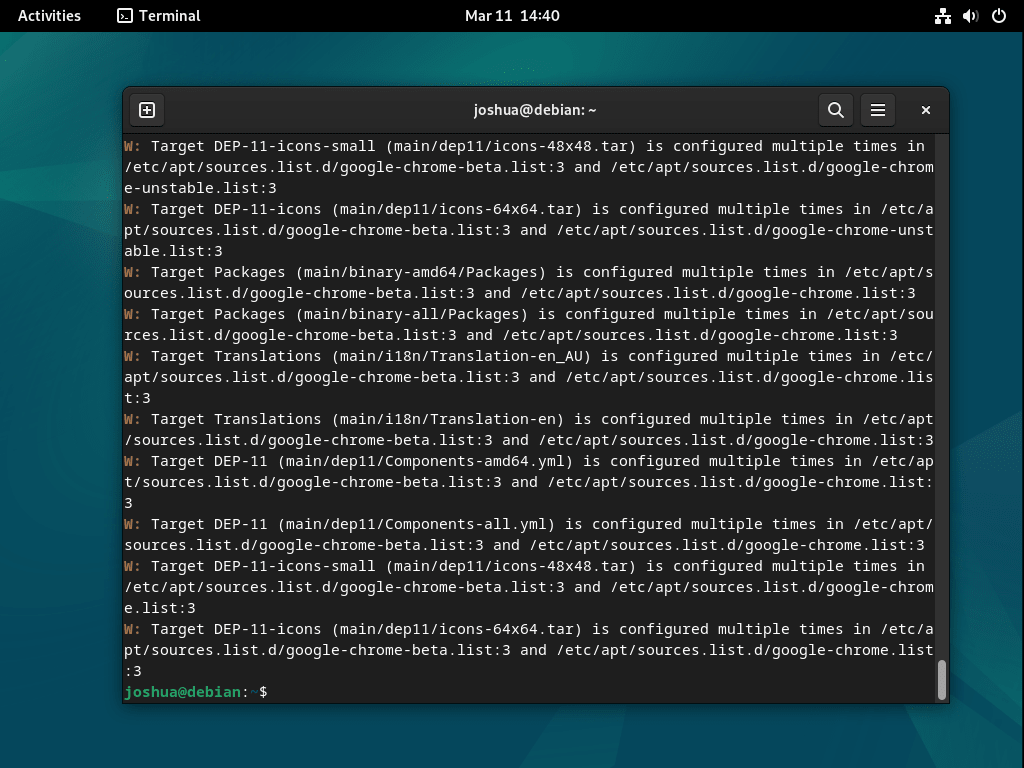 Activities
Terminal
Mar 11 14:40
joshua@debian: ~
W: Target DEP-11-icons-small (main/dep11/icons-48x48.tar) is configured multiple times in
/etc/apt/sources.list.d/google-chrome-beta.list:3 and /etc/apt/sources.list.d/google-chrom
e-unstable.list:3
W: Target DEP-11-icons (main/dep11/icons-64x64.tar) is configured multiple times in /etc/a
pt/sources.list.d/google-chrome-beta.list:3 and /etc/apt/sources.list.d/google-chrome-unst
able.list:3
W: Target Packages (main/binary-amd64/Packages) is configured multiple times in /etc/apt/s
ources.list.d/google-chrome-beta.list:3 and /etc/apt/sources.list.d/google-chrome.list:3
W: Target Packages (main/binary-all/Packages) is configured multiple times in /etc/apt/sou
rces.list.d/google-chrome-beta.list:3 and /etc/apt/sources.list.d/google-chrome.list:3
W: Target Translations (main/i18n/Translation-en_AU) is configured multiple times in /etc/
apt/sources.list.d/google-chrome-beta.list:3 and /etc/apt/sources.list.d/google-chrome.lis
t:3
W: Target Translations (main/i18n/Translation-en) is configured multiple times in /etc/apt
/sources.list.d/google-chrome-beta.list:3 and /etc/apt/sources.list.d/google-chrome.list:3
W: Target DEP-11 (main/dep11/Components-amd64.yml) is configured multiple times in /etc/ap
t/sources.list.d/google-chrome-beta.list:3 and /etc/apt/sources.list.d/google-chrome.list:
3
W: Target DEP-11 (main/dep11/Components-all.yml) is configured multiple times in /etc/apt/
sources.list.d/google-chrome-beta.list:3 and /etc/apt/sources.list.d/google-chrome.list:3
W: Target DEP-11-icons-small (main/dep11/icons-48x48.tar) is configured multiple times in
/etc/apt/sources.list.d/google-chrome-beta.list:3 and /etc/apt/sources.list.d/google-chrom
e.list:3
W: Target DEP-11-icons (main/dep11/icons-64x64.tar) is configured multiple times in /etc/a
pt/sources.list.d/google-chrome-beta.list:3 and /etc/apt/sources.list.d/google-chrome.list
:3
joshua@debian:~$